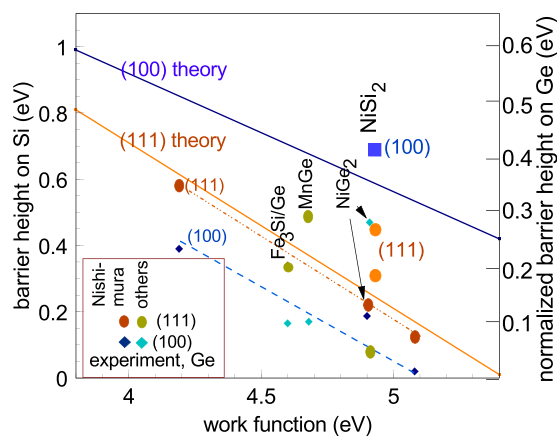 barrier height on Si (eV)
1
0.8
0.6
0.4
0.2
0
4
4.5
5
work function (eV)
normalized barrier height on Ge (eV)
0.6
0.5
0.4
0.3
0.2
0.1
0
(100) theory
(111) theory
(111)
(100)
Fe3Si/Ge
MnGe
NiGe2
NiSi2
(100)
(111)
Nishi-
mura
others
(111)
(100)
experiment, Ge